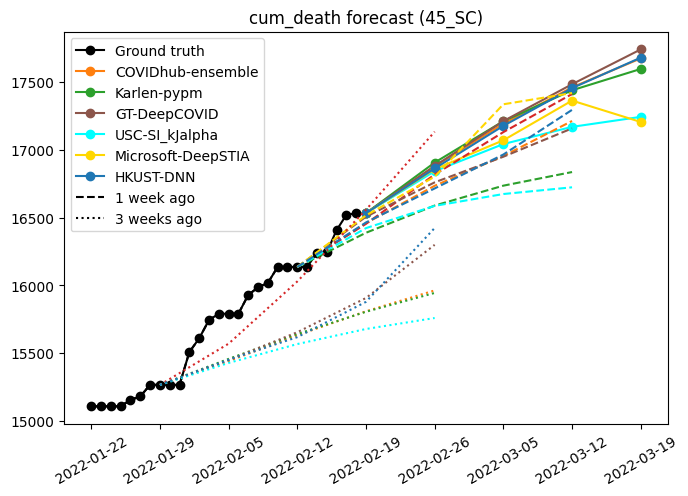 cum_death forecast (45_SC)
Ground truth
COVIDhub-ensemble
Karlen-pypm
GT-DeepCOVID
USC-SI_kJalpha
Microsoft-DeepSTIA
HKUST-DNN
1 week ago
3 weeks ago
17500
17000
16500
16000
15500
15000
2022-01-22
2022-01-29
2022-02-05
2022-02-12
2022-02-19
2022-02-26
2022-03-05
2022-03-12
2022-03-19